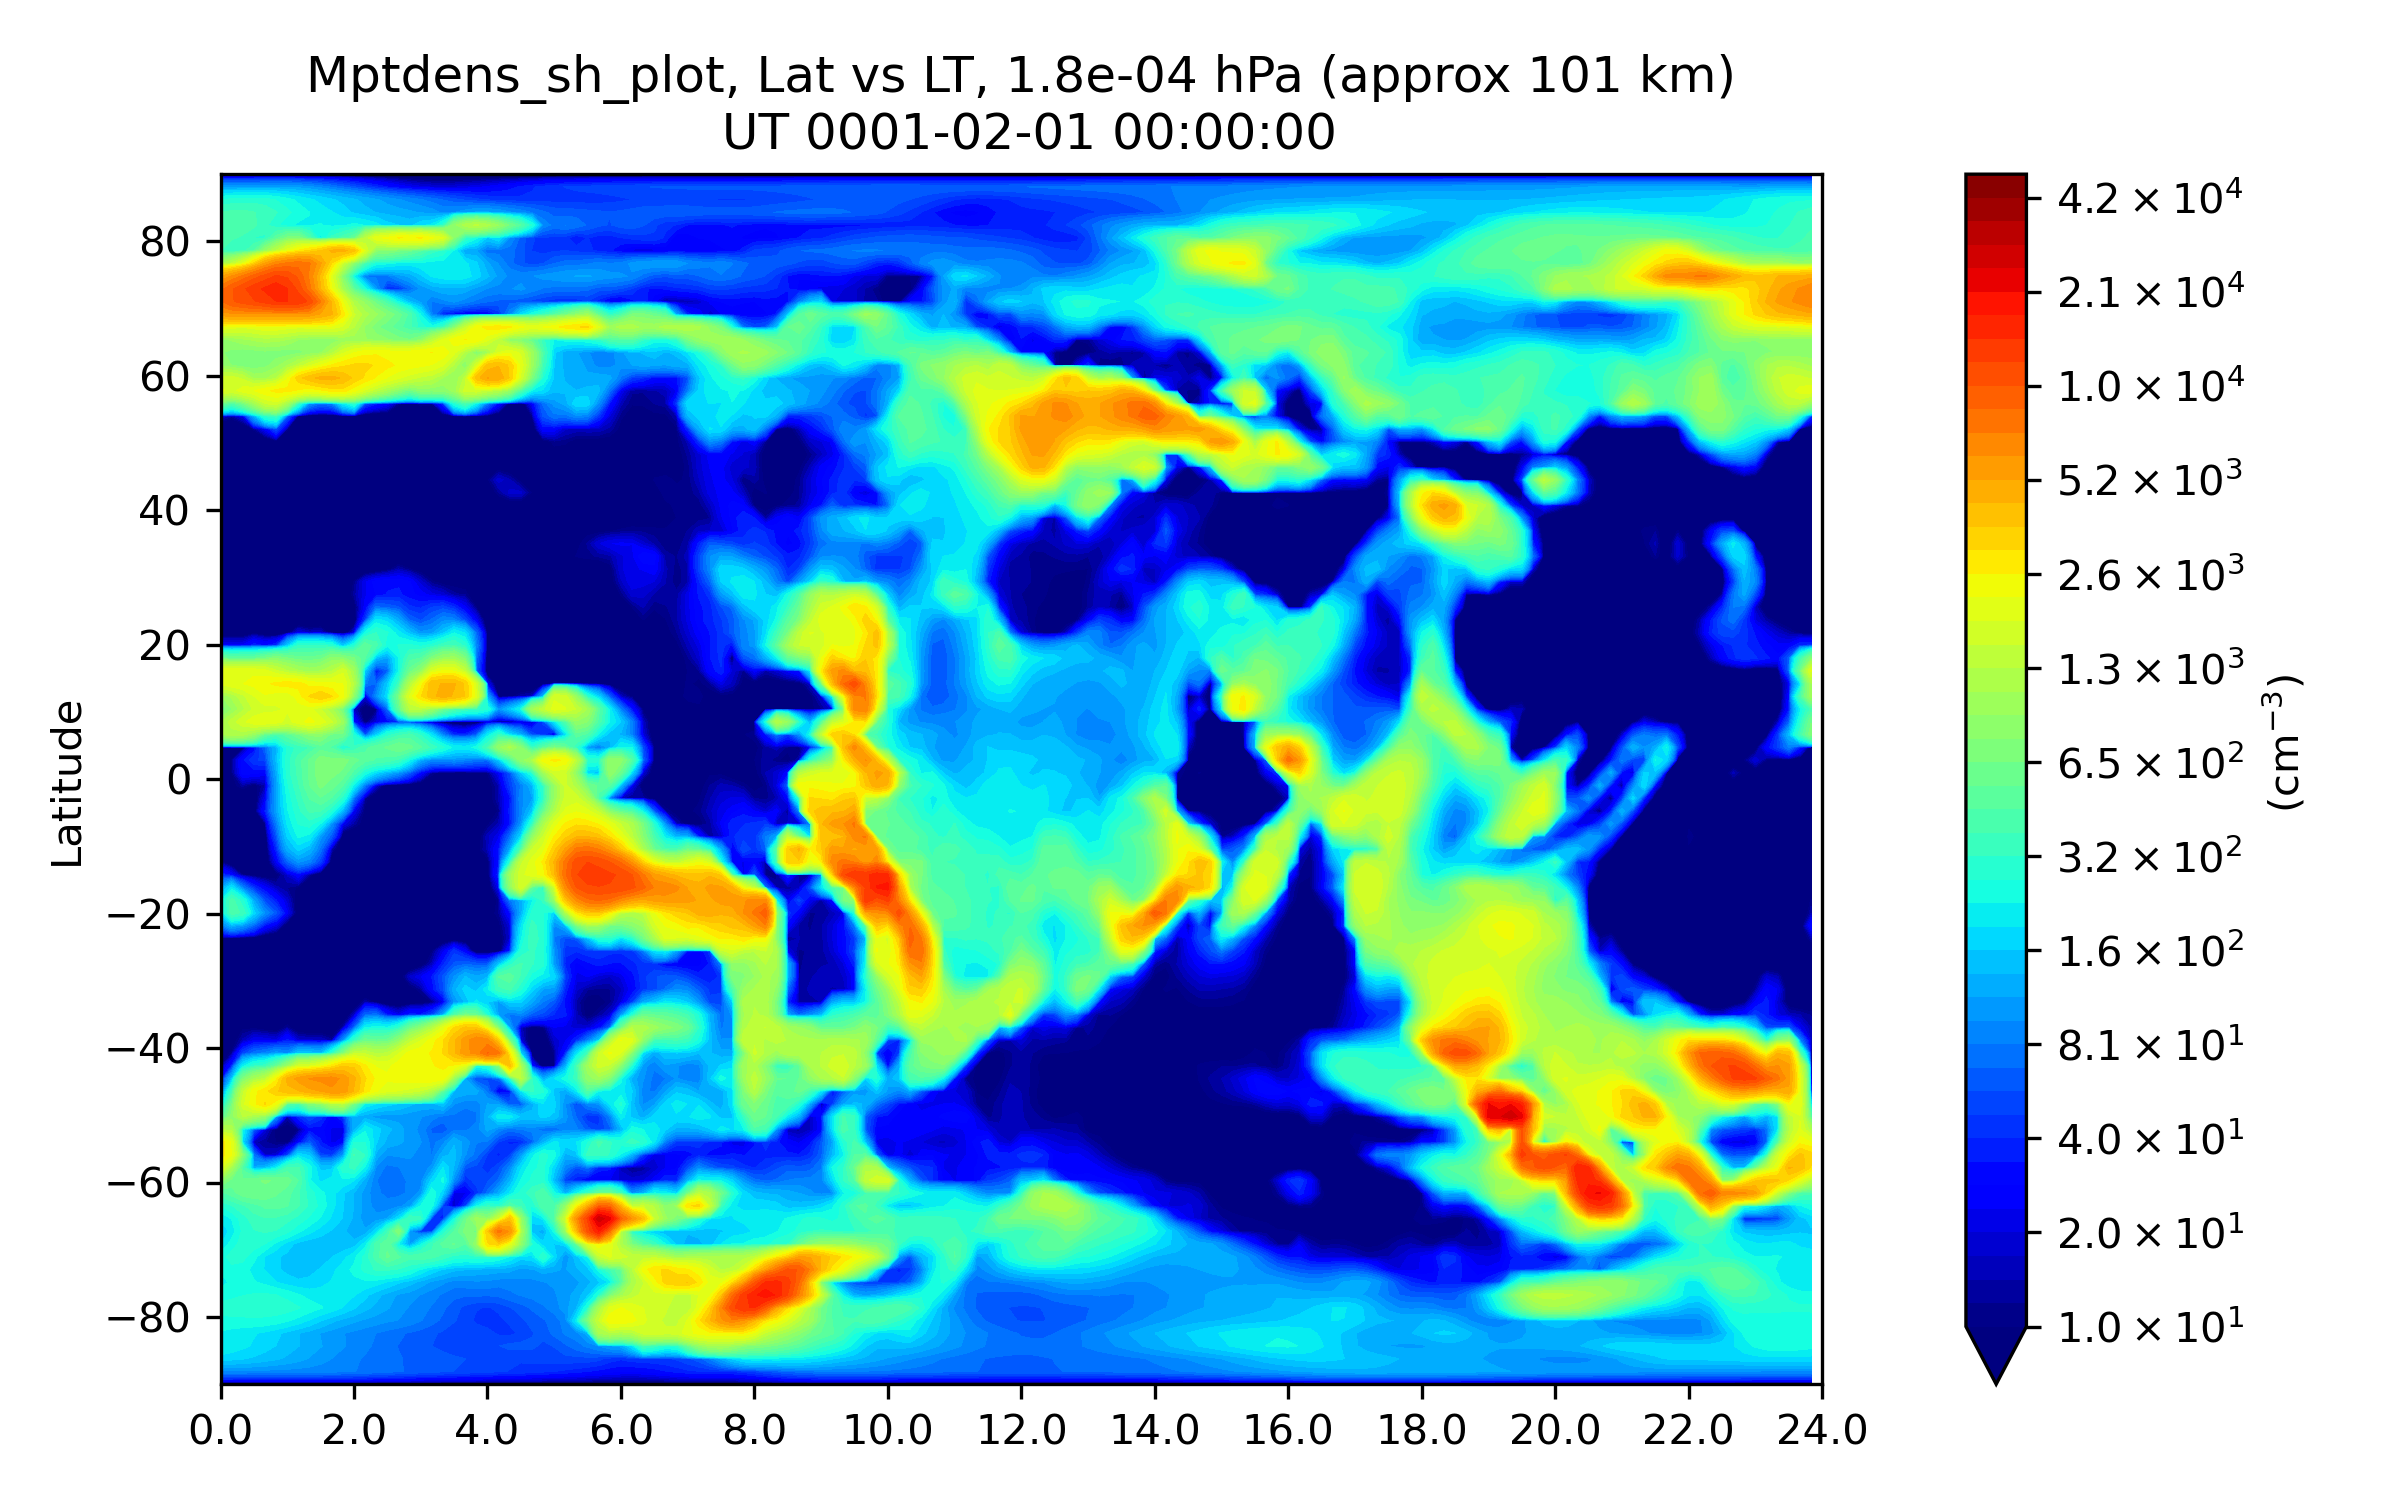 Mptdens_sh_plot, Lat vs LT, 1.8e-04 hPa (approx 101 km)
UT 0001-02-01 00:00:00
Latitude
80
60
40
20
0
−20
−40
−60
−80
0.0 2.0 4.0 6.0 8.0 10.0 12.0 14.0 16.0 18.0 20.0 22.0 24.0
4.2 × 10⁴
2.1 × 10⁴
1.0 × 10⁴
5.2 × 10³
2.6 × 10³
1.3 × 10³
6.5 × 10²
3.2 × 10²
1.6 × 10²
8.1 × 10¹
4.0 × 10¹
2.0 × 10¹
1.0 × 10¹
(cm⁻³)